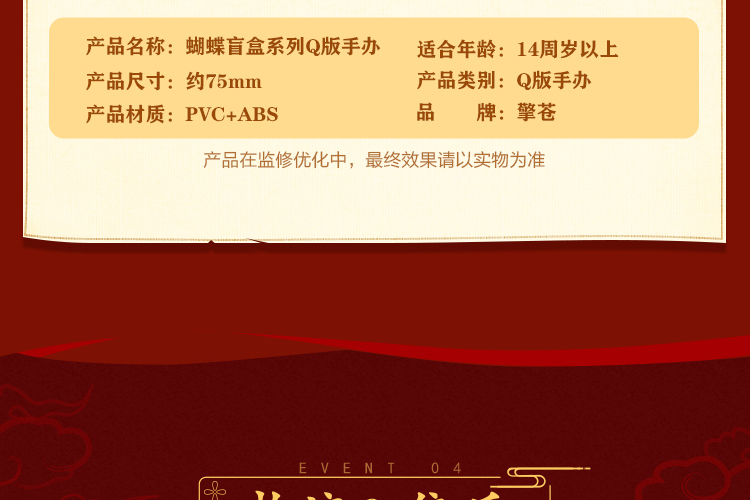 产品名称：蝴蝶盲盒系列Q版手办
适合年龄：14周岁以上
产品尺寸：约75mm
产品类别：Q版手办
产品材质：PVC+ABS
品　　牌：擎苍
产品在监修优化中，最终效果请以实物为准
EVENT 04